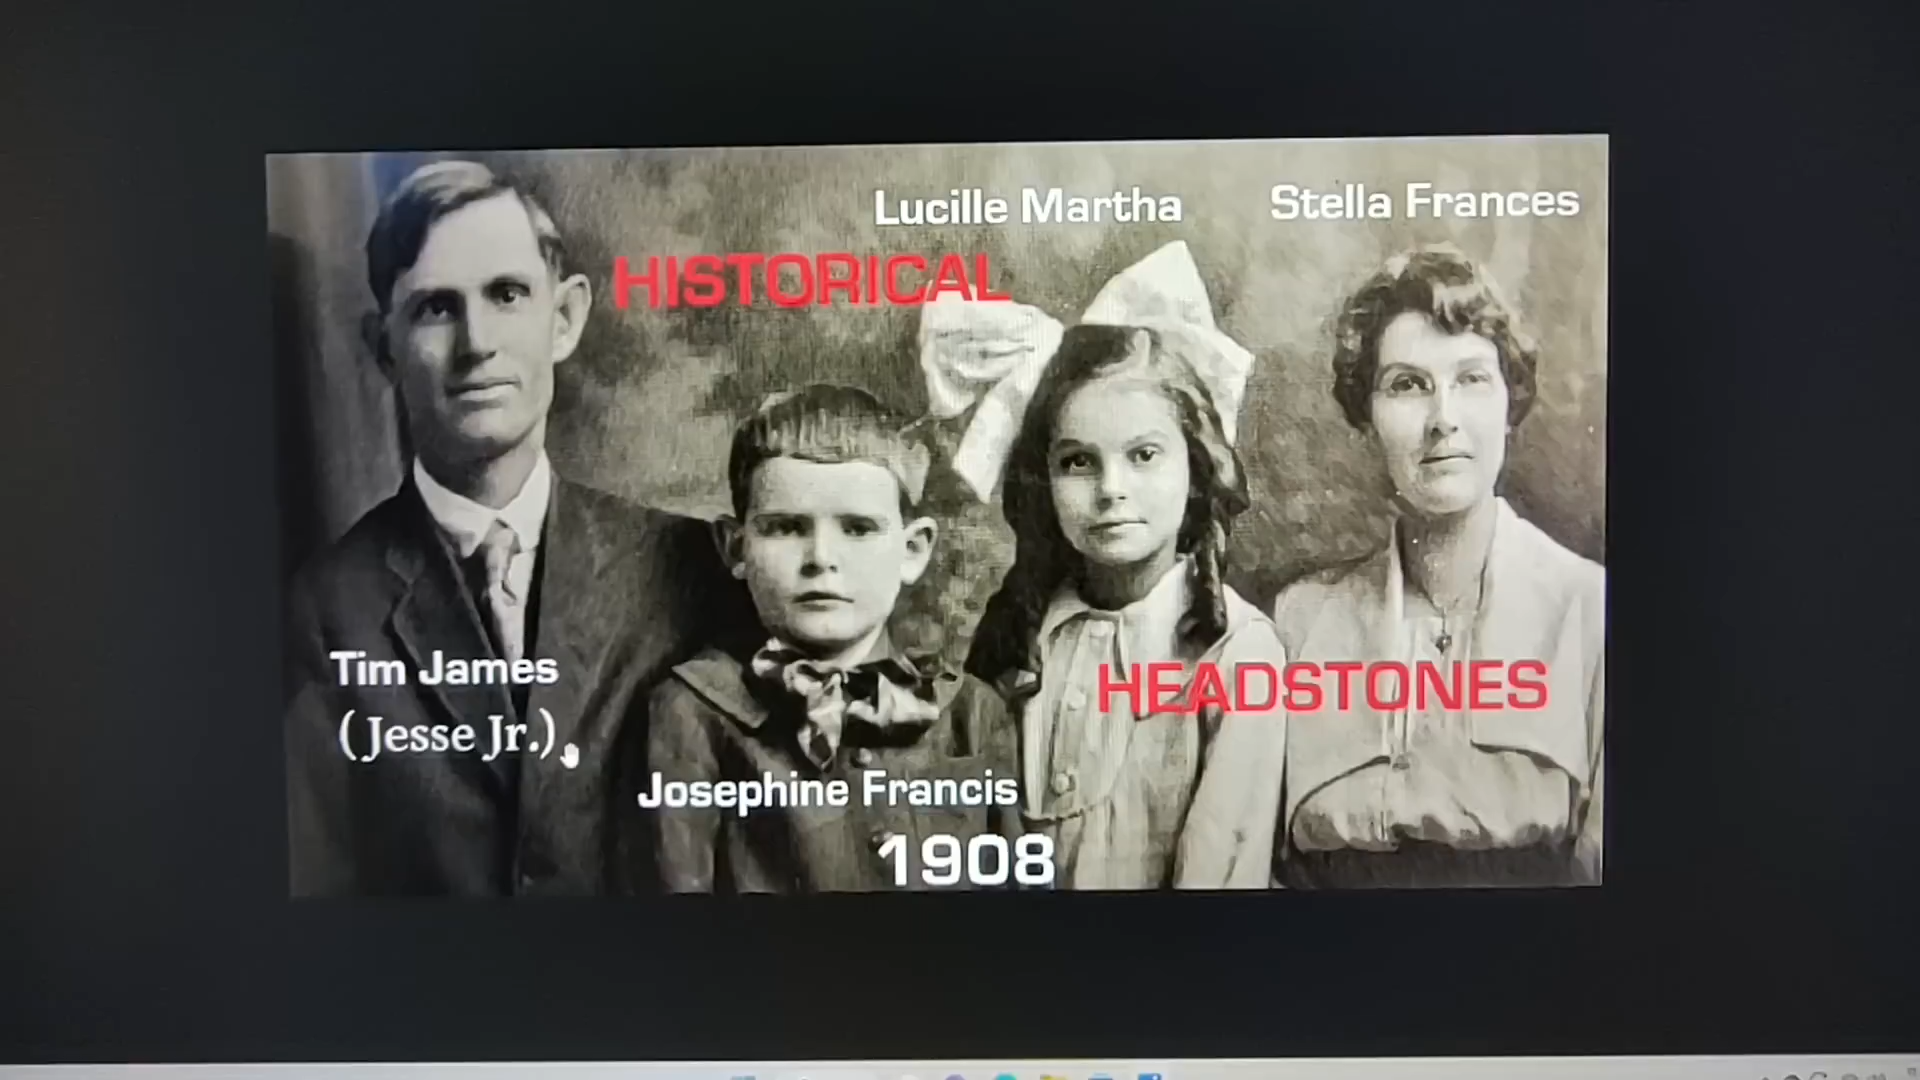 Lucille Martha
Stella Frances
HISTORICAL
Tim James
(Jesse Jr.)
HEADSTONES
Josephine Francis
1908